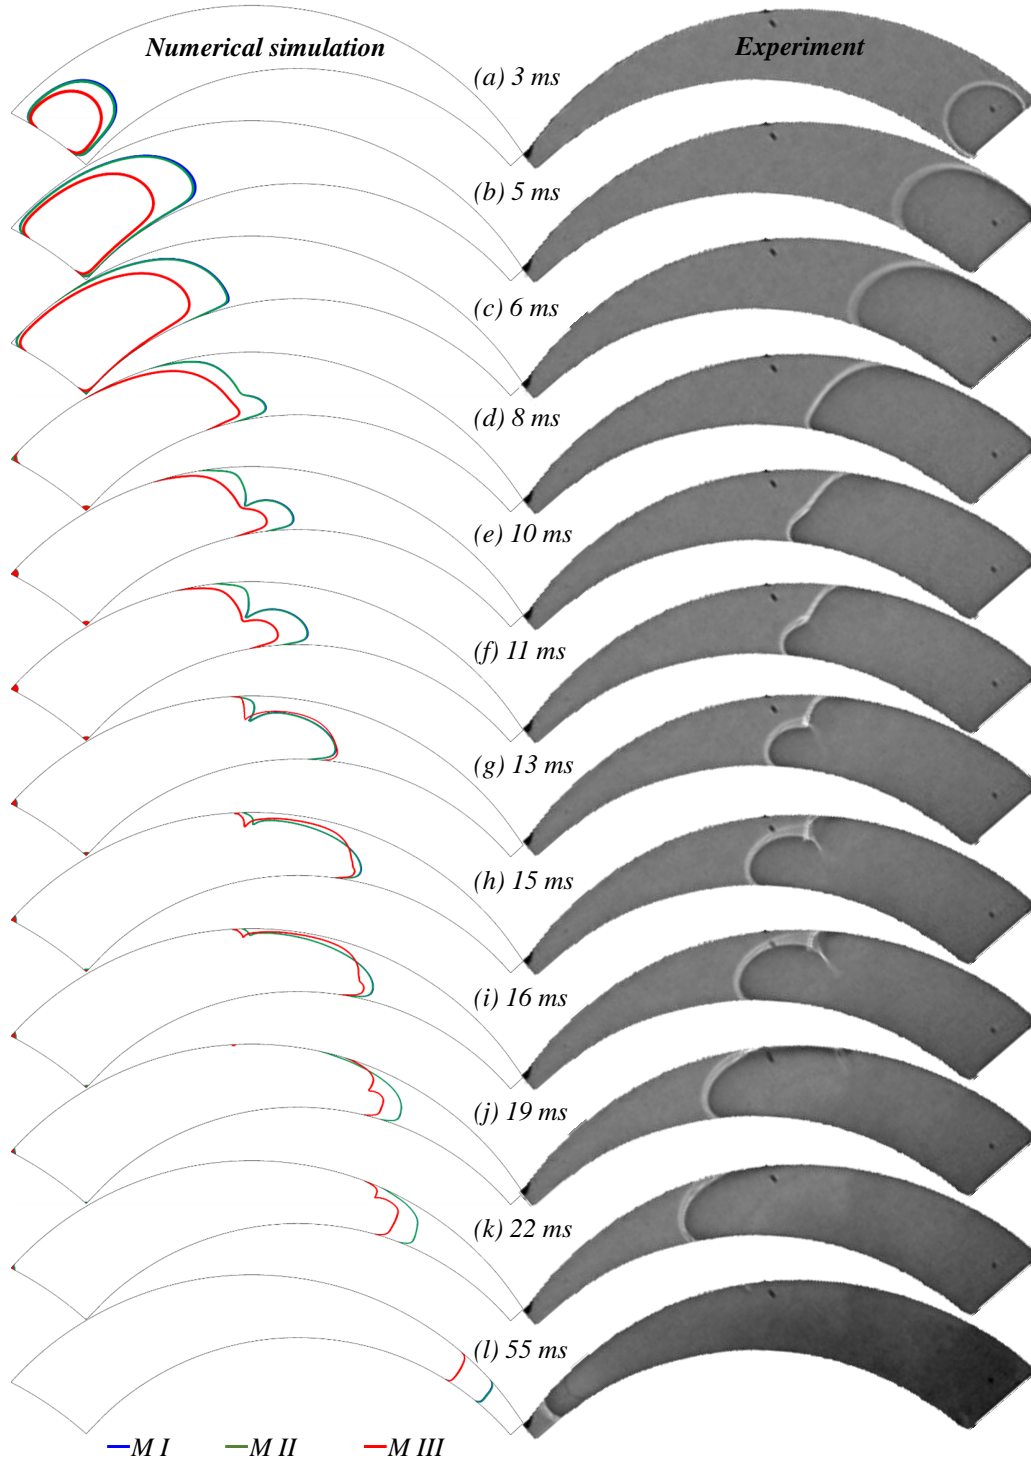 Numerical simulation
Experiment
(a) 3 ms
(b) 5 ms
(c) 6 ms
(d) 8 ms
(e) 10 ms
(f) 11 ms
(g) 13 ms
(h) 15 ms
(i) 16 ms
(j) 19 ms
(k) 22 ms
(l) 55 ms
M I M II M III